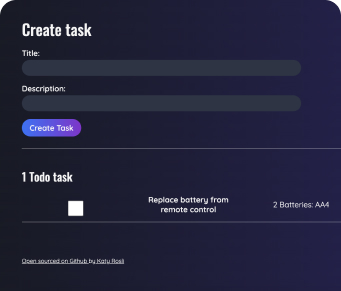 Create task
Title:
Description:
Create Task
1 Todo task
Replace battery from
remote control
2 Batteries: AA4
Open sourced on Github by Katy Rosli